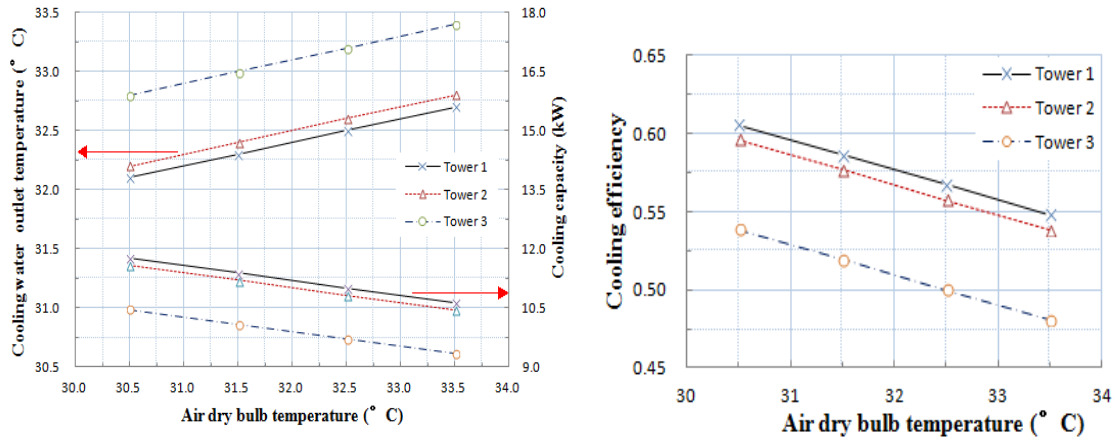 33.5
33.0
32.5
32.0
31.5
31.0
30.5
18.0
16.5
15.0
13.5
12.0
10.5
9.0
30.0 30.5 31.0 31.5 32.0 32.5 33.0 33.5 34.0
Cooling water outlet temperature (° C)
Cooling capacity (kW)
Air dry bulb temperature (° C)
Tower 1
Tower 2
Tower 3
0.65
0.60
0.55
0.50
0.45
30 31 32 33 34
Cooling efficiency
Air dry bulb temperature (° C)
Tower 1
Tower 2
Tower 3